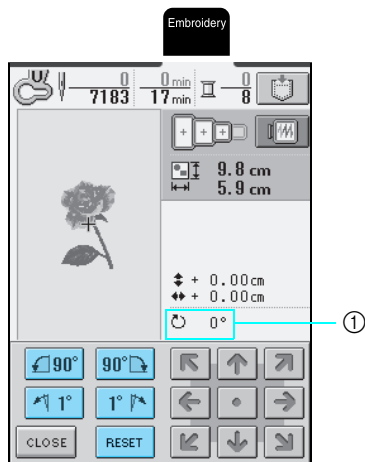 Embroidery
U
0 0 min 0
7183 17 min 8
9.8 cm
5.9 cm
+ 0.00cm
+ 0.00cm
0°
①
90° 90°
1° 1°
CLOSE RESET